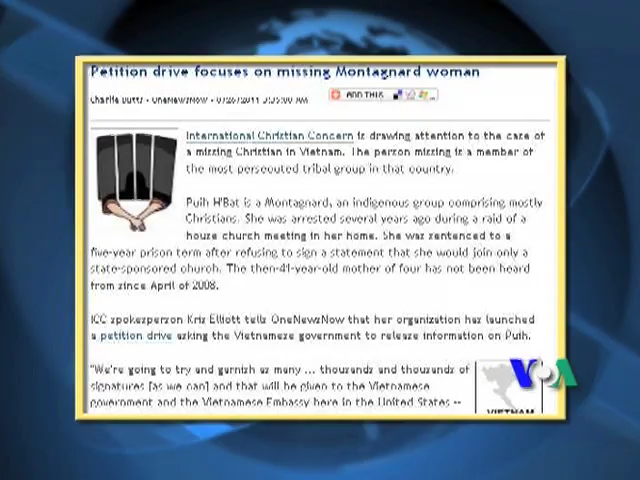 Petition drive focuses on missing Montagnard woman
Charlie Butts - OneNewsNow - 7/26/2011 3:35:00 AM
ADD THIS
International Christian Concern is drawing attention to the case of
a missing Christian in Vietnam. The person missing is a member of
the most persecuted tribal group in that country.
Puih H'Bat is a Montagnard, an indigenous group comprising mostly
Christians. She was arrested several years ago during a raid of a
house church meeting in her home. She was sentenced to a
five-year prison term after refusing to sign a statement that she would join only a
state-sponsored church. The then-41-year-old mother of four has not been heard
from since April of 2008.
ICC spokesperson Kris Elliott tells OneNewsNow that her organization has launched
a petition drive asking the Vietnamese government to release information on Puih.
"We're going to try and garnish as many ... thousands and thousands of
signatures [as we can] and that will be given to the Vietnamese
government and the Vietnamese Embassy here in the United States --
VOA
VIETNAM